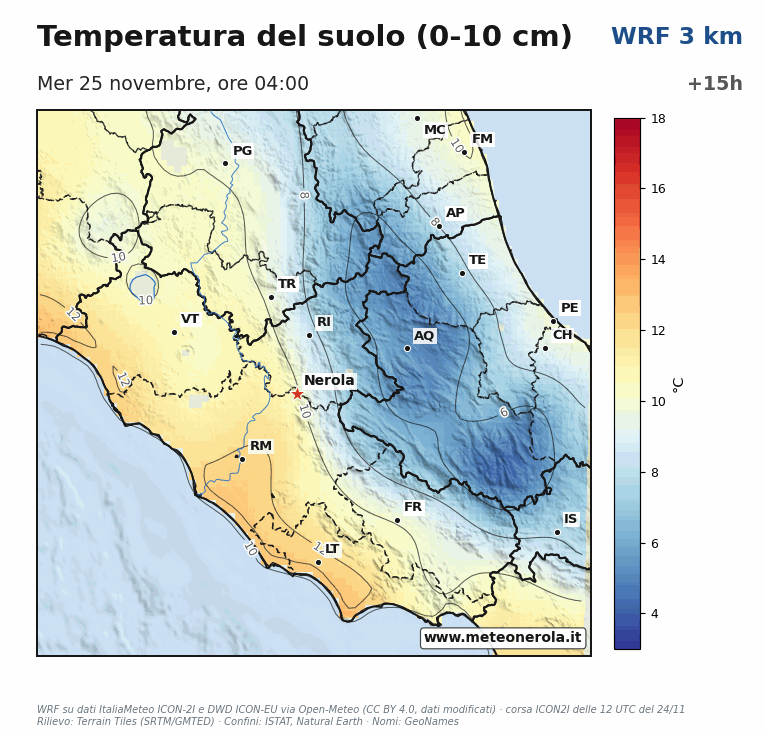 Temperatura del suolo (0-10 cm)
WRF 3 km
Mer 25 novembre, ore 04:00
+15h
MC
FM
10
PG
8
AP
8
10
TE
TR
10
PE
12
VT
RI
AQ
CH
12
Nerola
10
6
RM
FR
IS
10
12
LT
www.meteonerola.it
18
16
14
12
10
8
6
4
°C
WRF su dati ItaliaMeteo ICON-2I e DWD ICON-EU via Open-Meteo (CC BY 4.0, dati modificati) · corsa ICON2I delle 12 UTC del 24/11
Rilievo: Terrain Tiles (SRTM/GMTED) · Confini: ISTAT, Natural Earth · Nomi: GeoNames